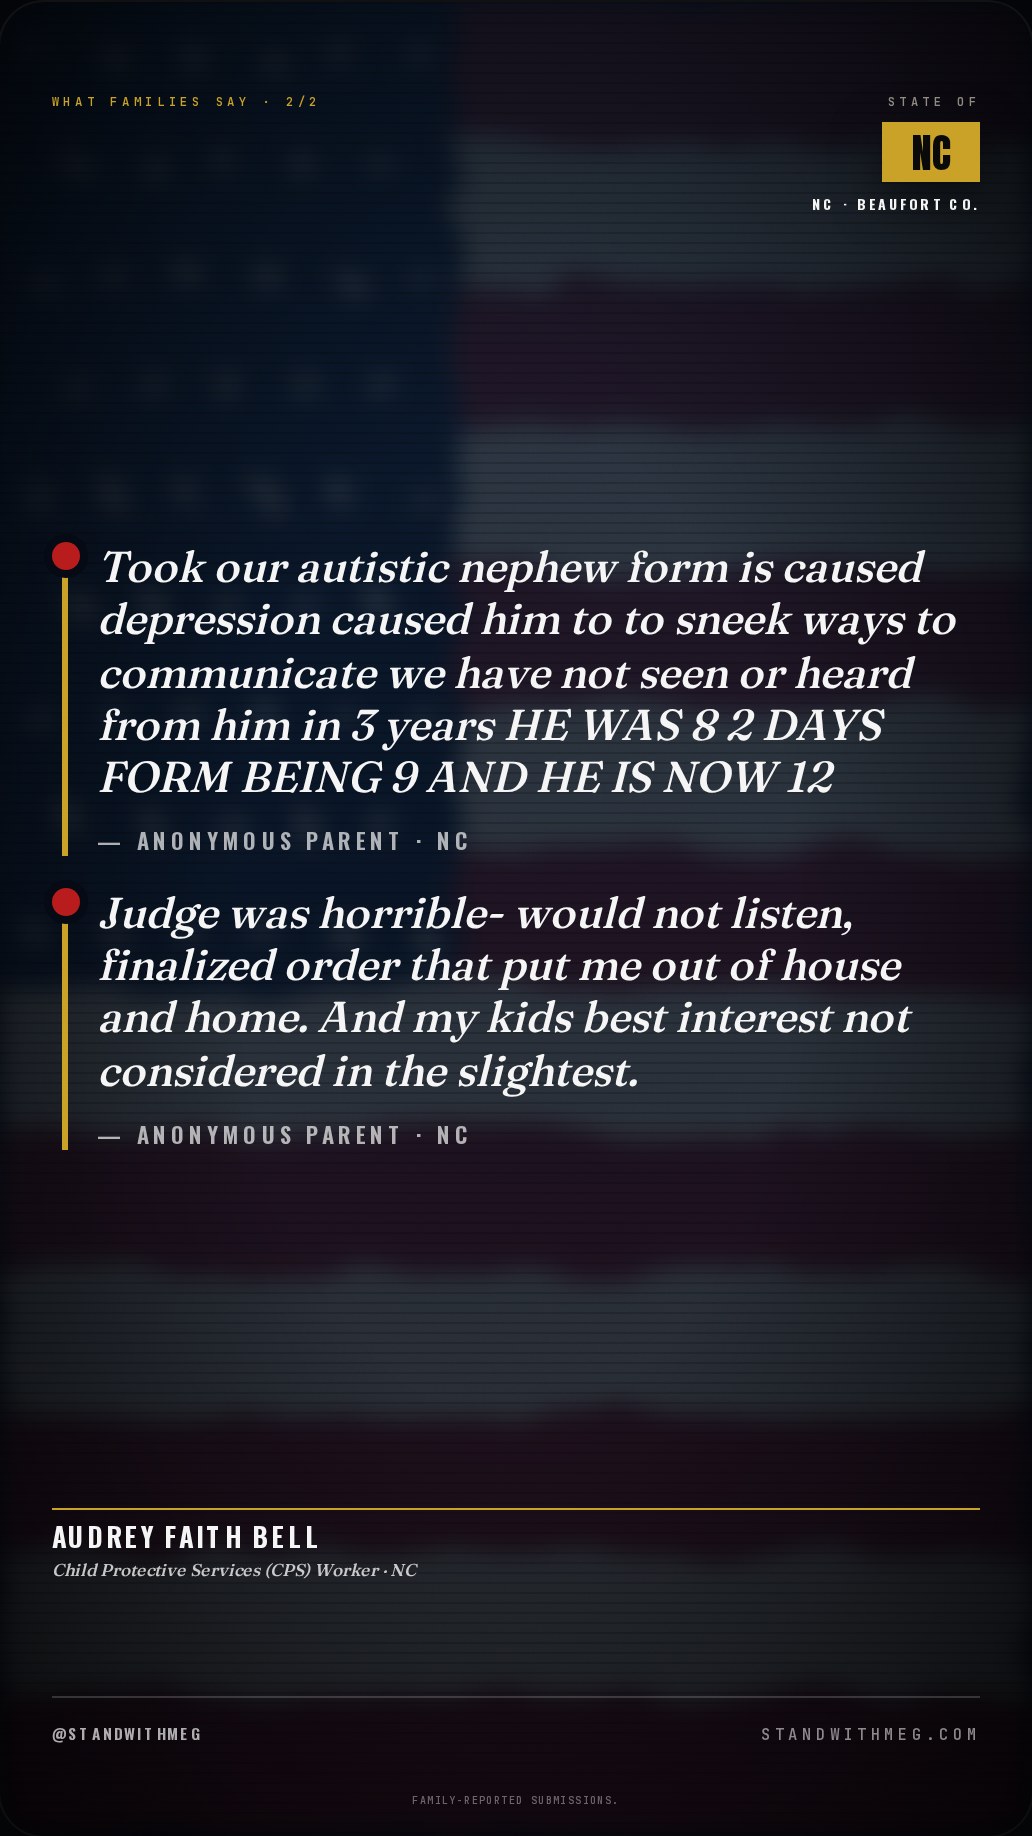 WHAT FAMILIES SAY · 2/2
STATE OF
NC
NC · BEAUFORT CO.
Took our autistic nephew form is caused
depression caused him to to sneek ways to
communicate we have not seen or heard
from him in 3 years HE WAS 8 2 DAYS
FORM BEING 9 AND HE IS NOW 12
— ANONYMOUS PARENT · NC
Judge was horrible- would not listen,
finalized order that put me out of house
and home. And my kids best interest not
considered in the slightest.
— ANONYMOUS PARENT · NC
AUDREY FAITH BELL
Child Protective Services (CPS) Worker · NC
@STANDWITHMEG
STANDWITHMEG.COM
FAMILY-REPORTED SUBMISSIONS.